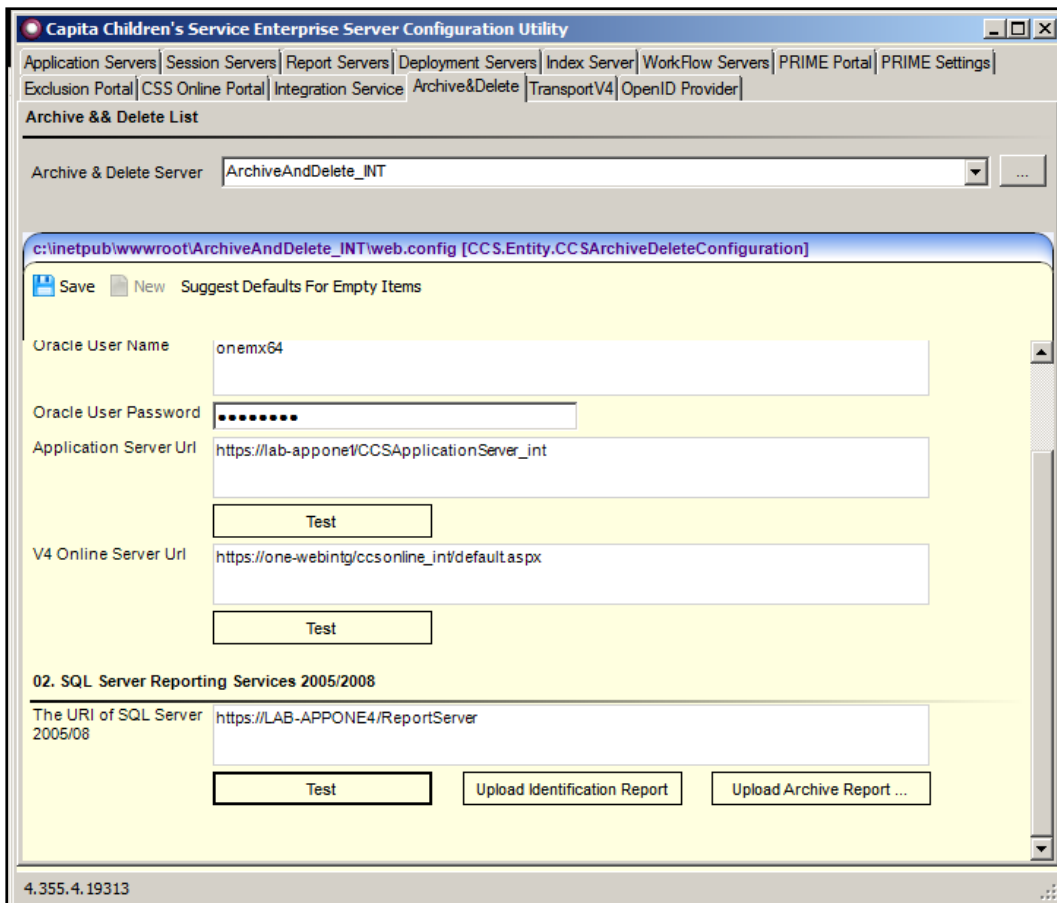 Capita Children's Service Enterprise Server Configuration Utility
Application Servers Session Servers Report Servers Deployment Servers Index Server WorkFlow Servers PRIME Portal PRIME Settings
Exclusion Portal CSS Online Portal Integration Service Archive&Delete TransportV4 OpenID Provider
Archive && Delete List
Archive & Delete Server ArchiveAndDelete_INT ...
c:\inetpub\wwwroot\ArchiveAndDelete_INT\web.config [CCS.Entity.CCSArchiveDeleteConfiguration]
Save New Suggest Defaults For Empty Items
Oracle User Name onemx64
Oracle User Password ••••••••
Application Server Url https://lab-appone1/CCSApplicationServer_int
Test
V4 Online Server Url https://one-webintg/ccsonline_int/default.aspx
Test
02. SQL Server Reporting Services 2005/2008
The URI of SQL Server https://LAB-APPONE4/ReportServer
2005/08
Test Upload Identification Report Upload Archive Report ...
4.355.4.19313